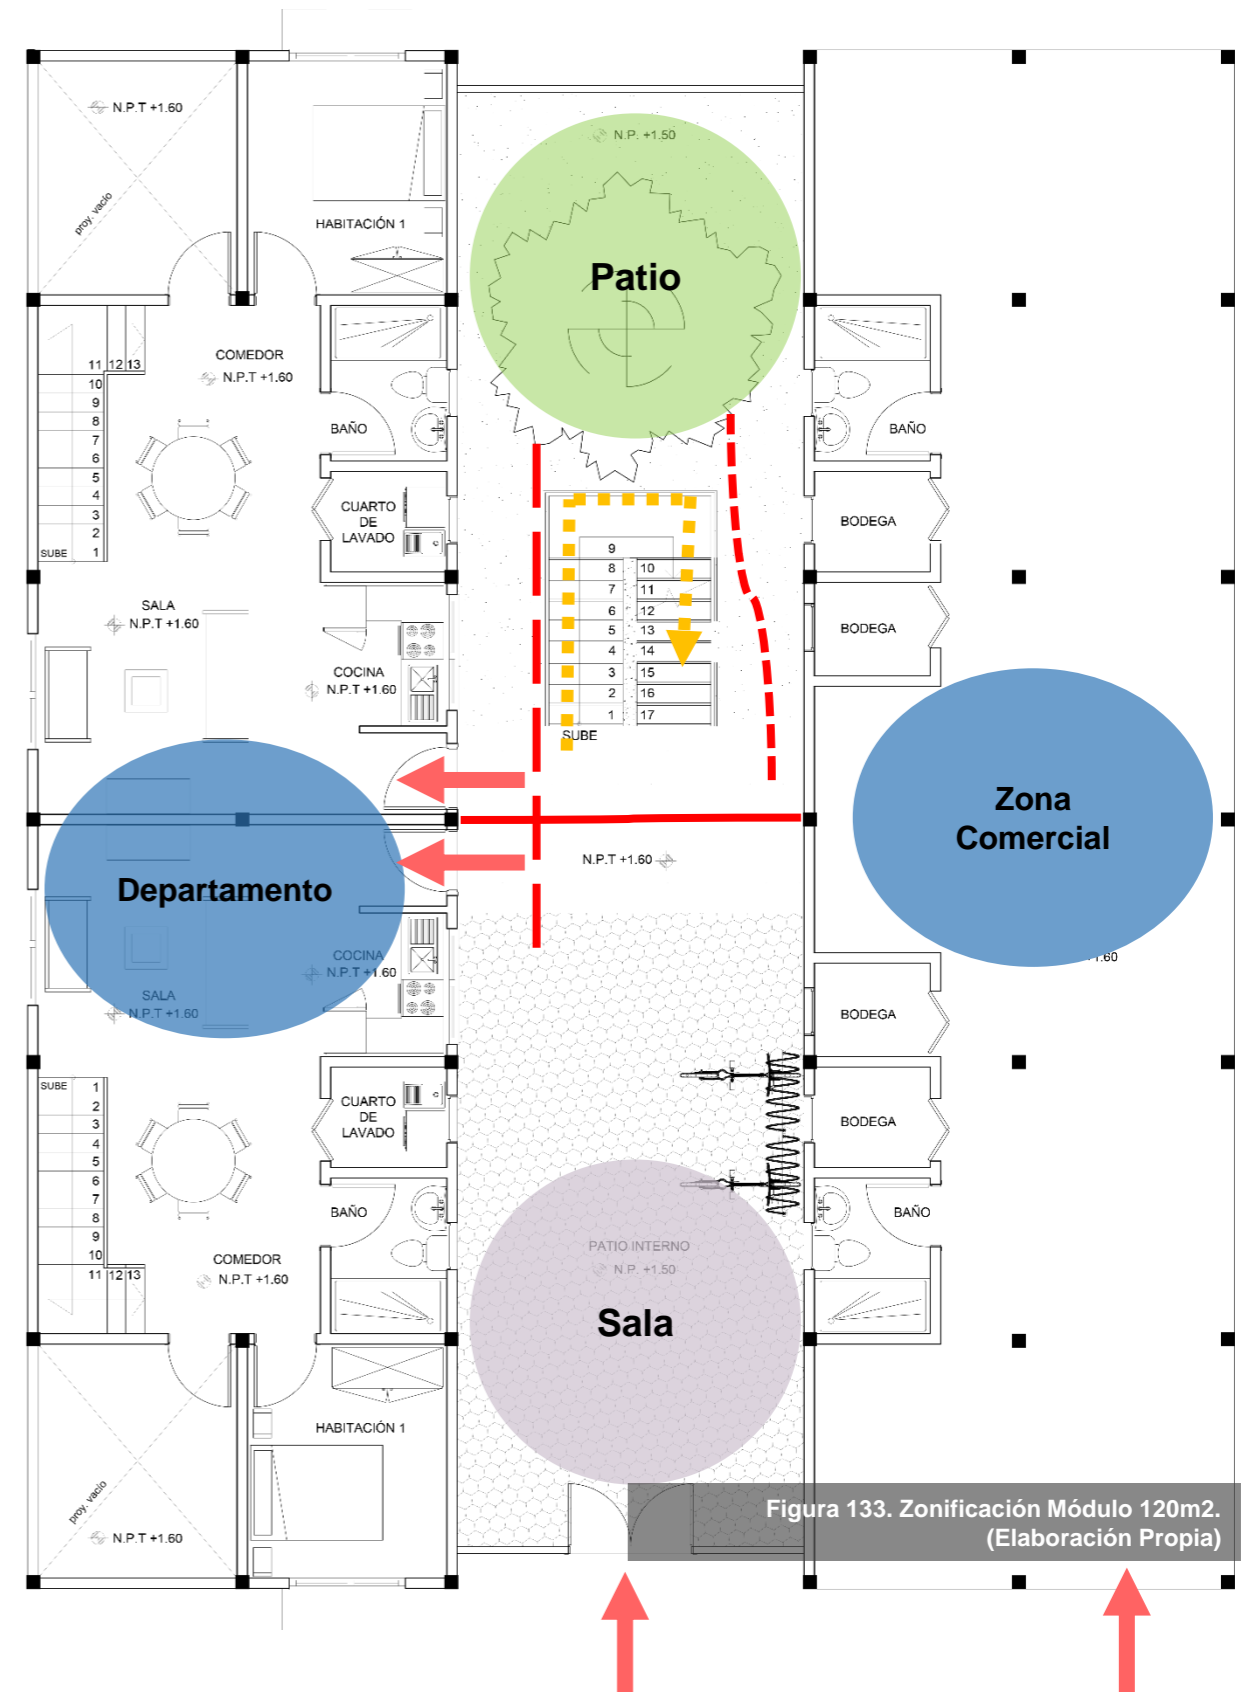 N.P.T +1.60
proy. vacío
HABITACIÓN 1
N.P. +1.50
Patio
COMEDOR
N.P.T +1.60
11 12 13
10
9
8
7
6
5
4
3
2
SUBE 1
BAÑO
CUARTO
DE
LAVADO
SALA
N.P.T +1.60
COCINA
N.P.T +1.60
9
8 10
7 11
6 12
5 13
4 14
3 15
2 16
1 17
SUBE
BAÑO
BODEGA
BODEGA
Zona
Comercial
N.P.T +1.60
Departamento
COCINA
N.P.T +1.60
SALA
N.P.T +1.60
1.60
BODEGA
SUBE 1
2
3
4
5
6
7
8
9
10
11 12 13
CUARTO
DE
LAVADO
BODEGA
BAÑO
BAÑO
COMEDOR
N.P.T +1.60
PATIO INTERNO
N.P. +1.50
Sala
HABITACIÓN 1
proy. vacío
N.P.T +1.60
Figura 133. Zonificación Módulo 120m2.
(Elaboración Propia)